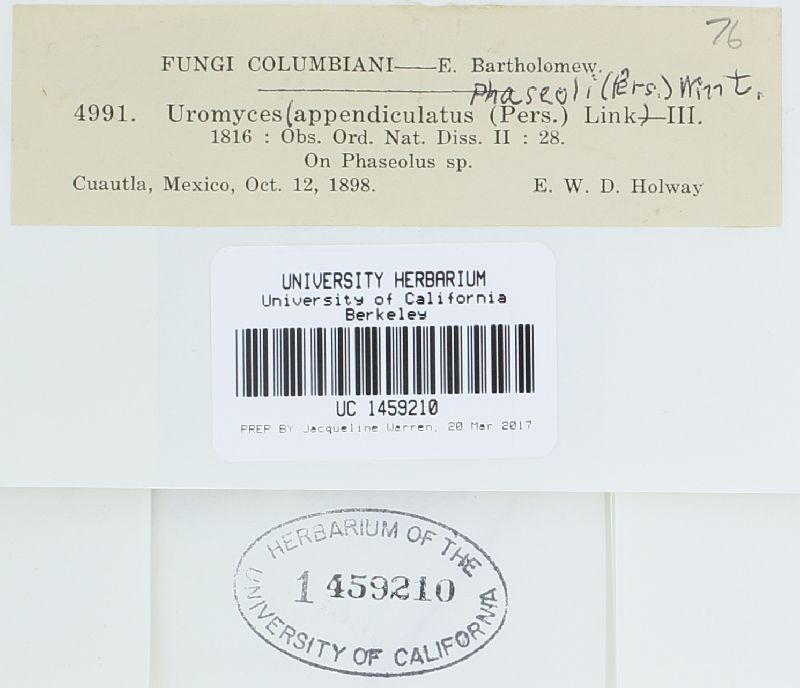 76
FUNGI COLUMBIANI——E. Bartholomew.
Phaseoli (Pers.) Wint.
4991. Uromyces (appendiculatus (Pers.) Link)—III.
1816 : Obs. Ord. Nat. Diss. II : 28.
On Phaseolus sp.
Cuautla, Mexico, Oct. 12, 1898. E. W. D. Holway
UNIVERSITY HERBARIUM
University of California
Berkeley
UC 1459210
PREP BY Jacqueline Warren, 20 Mar 2017
HERBARIUM OF THE
1459210
UNIVERSITY OF CALIFORNIA